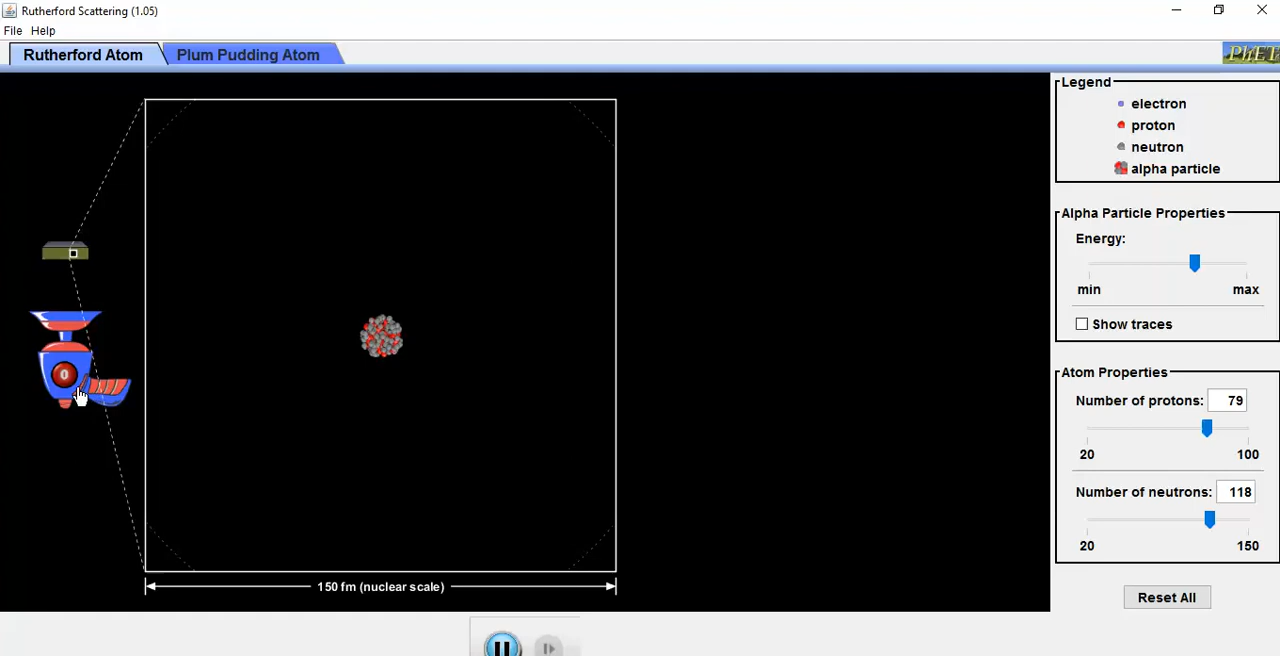 Rutherford Scattering (1.05)
File Help
Rutherford Atom Plum Pudding Atom
PhET
Legend
electron
proton
neutron
alpha particle
Alpha Particle Properties
Energy:
min max
Show traces
Atom Properties
Number of protons: 79
20 100
Number of neutrons: 118
20 150
150 fm (nuclear scale)
Reset All